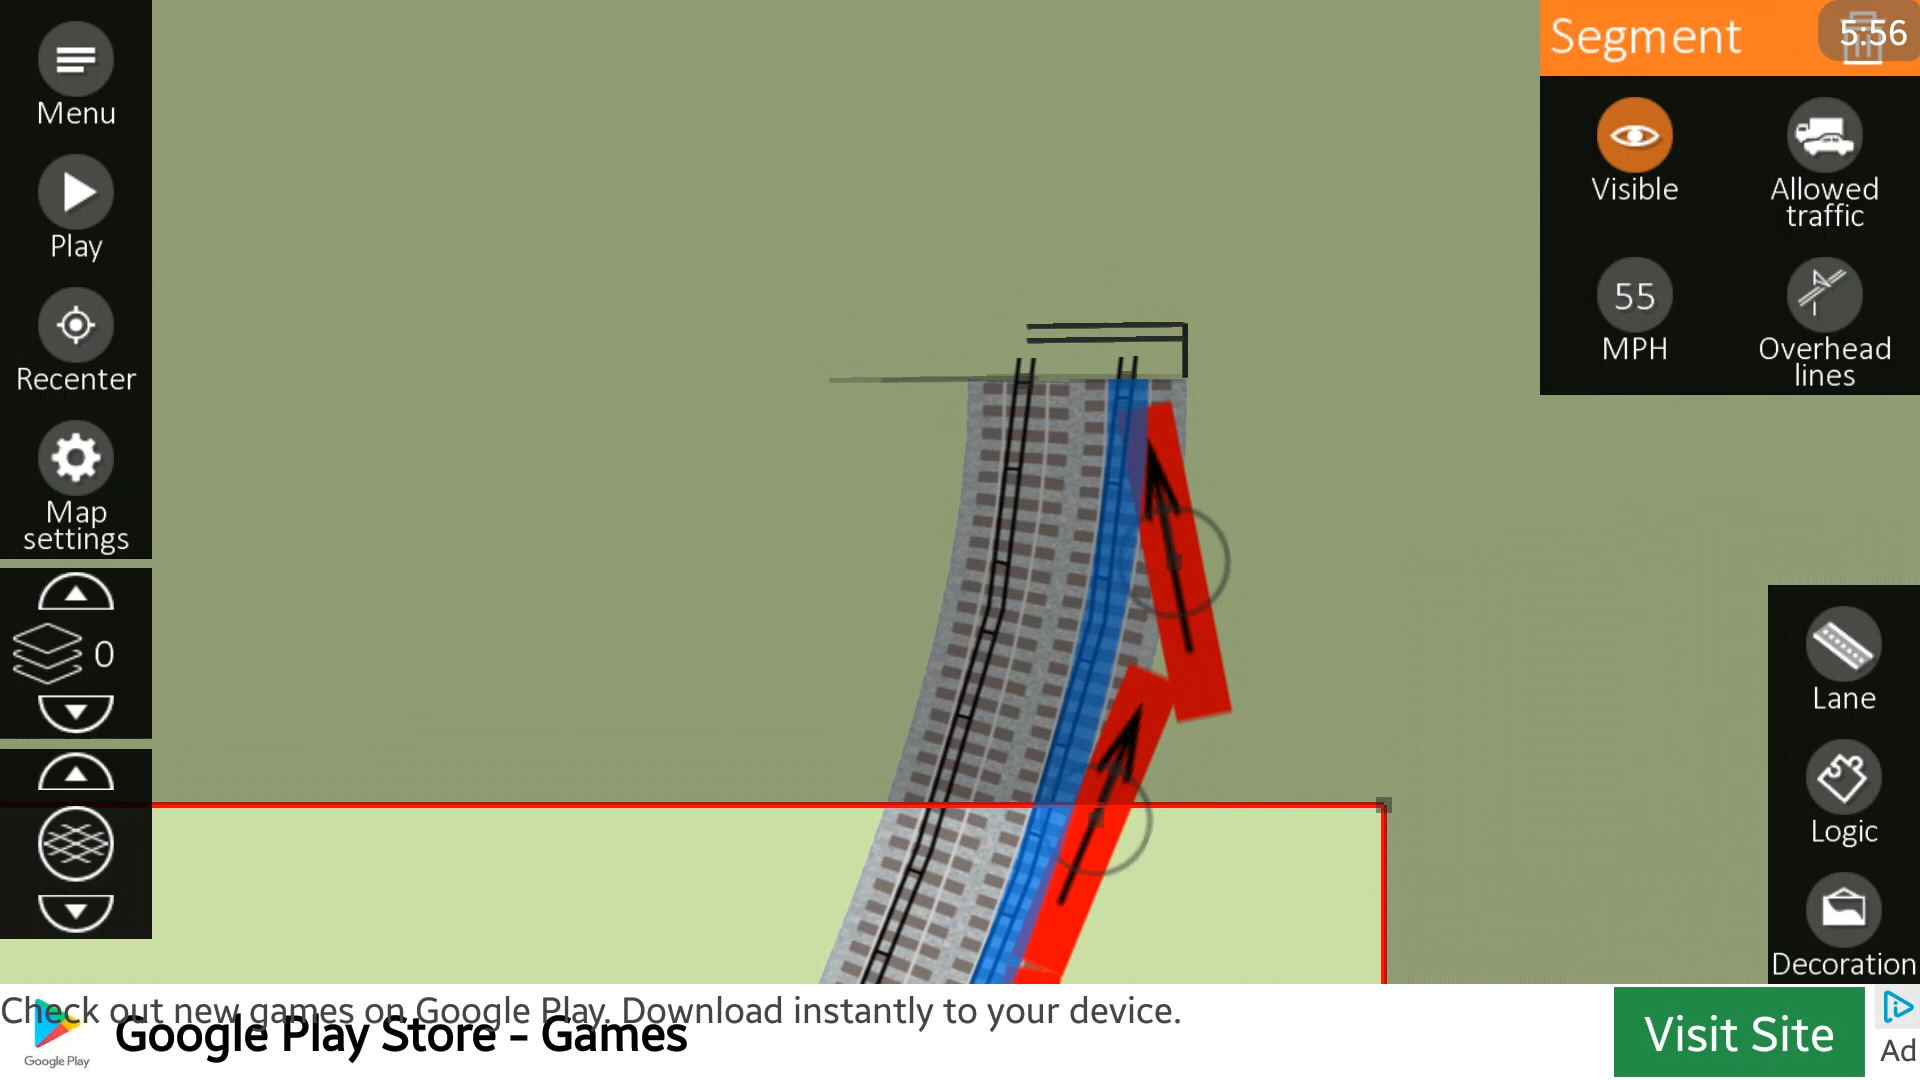 Menu
Play
Recenter
Map
settings
0
Segment
5:56
Visible
Allowed
traffic
55
MPH
Overhead
lines
Lane
Logic
Decoration
Check out new games on Google Play. Download instantly to your device.
Google Play Store - Games
Google Play
Visit Site
Ad